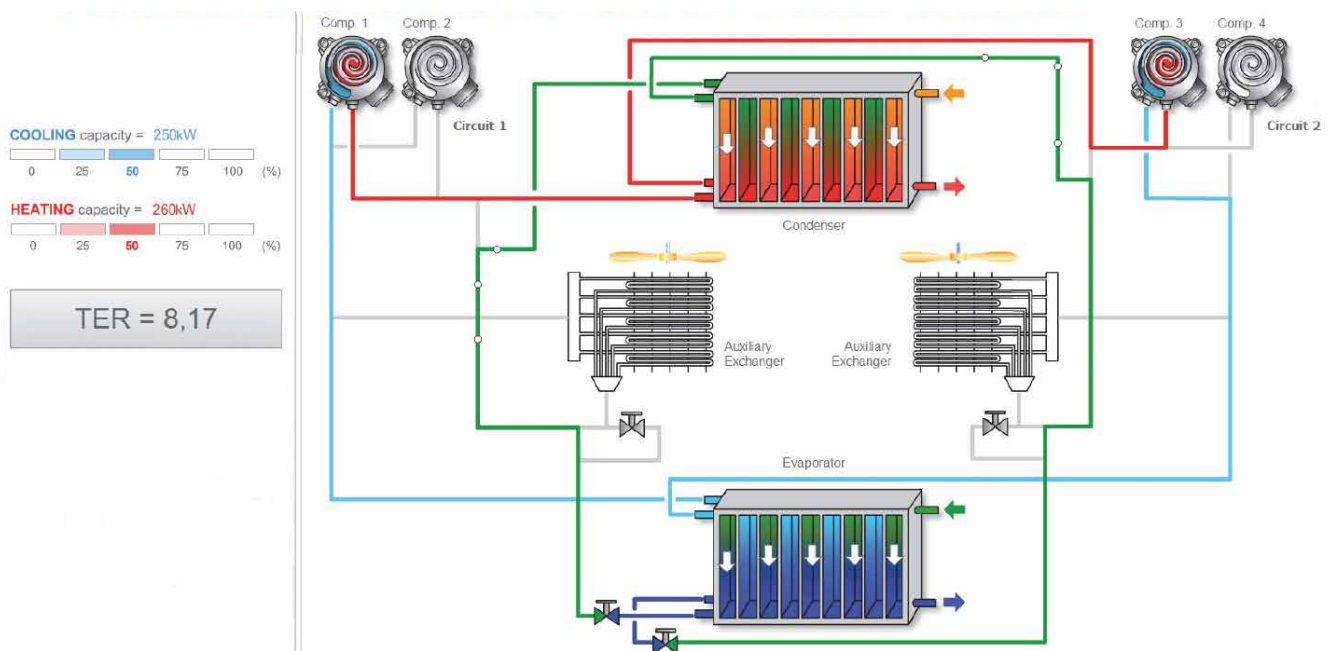 Comp. 1
Comp. 2
Comp. 3
Comp. 4
Circuit 1
Circuit 2
COOLING capacity = 250kW
0 25 50 75 100 (%)
HEATING capacity = 260kW
0 25 50 75 100 (%)
TER = 8,17
Condenser
Auxiliary
Exchanger
Auxiliary
Exchanger
Evaporator